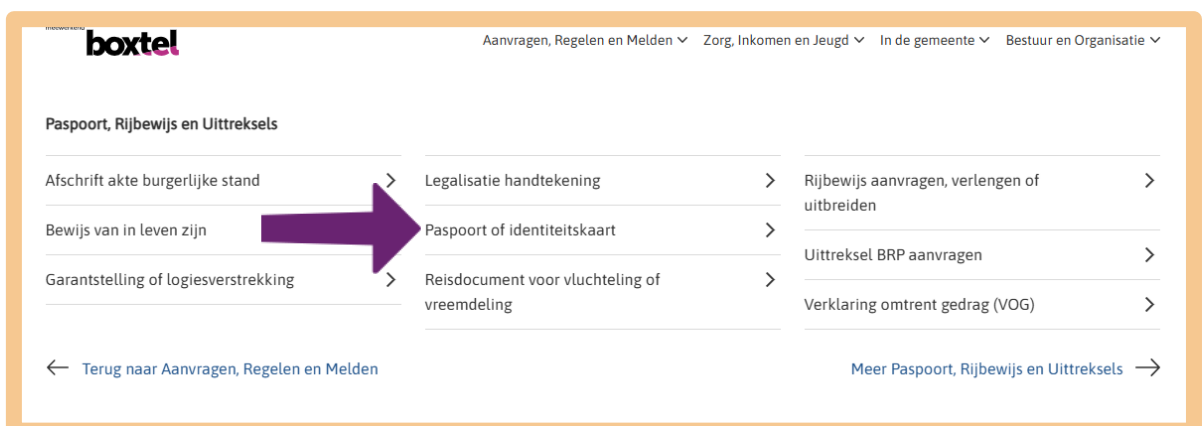 meewerkend
boxtel
Aanvragen, Regelen en Melden
Zorg, Inkomen en Jeugd
In de gemeente
Bestuur en Organisatie
Paspoort, Rijbewijs en Uittreksels
Afschrift akte burgerlijke stand
Bewijs van in leven zijn
Garantstelling of logiesverstrekking
Legalisatie handtekening
Paspoort of identiteitskaart
Reisdocument voor vluchteling of
vreemdeling
Rijbewijs aanvragen, verlengen of
uitbreiden
Uittreksel BRP aanvragen
Verklaring omtrent gedrag (VOG)
Terug naar Aanvragen, Regelen en Melden
Meer Paspoort, Rijbewijs en Uittreksels